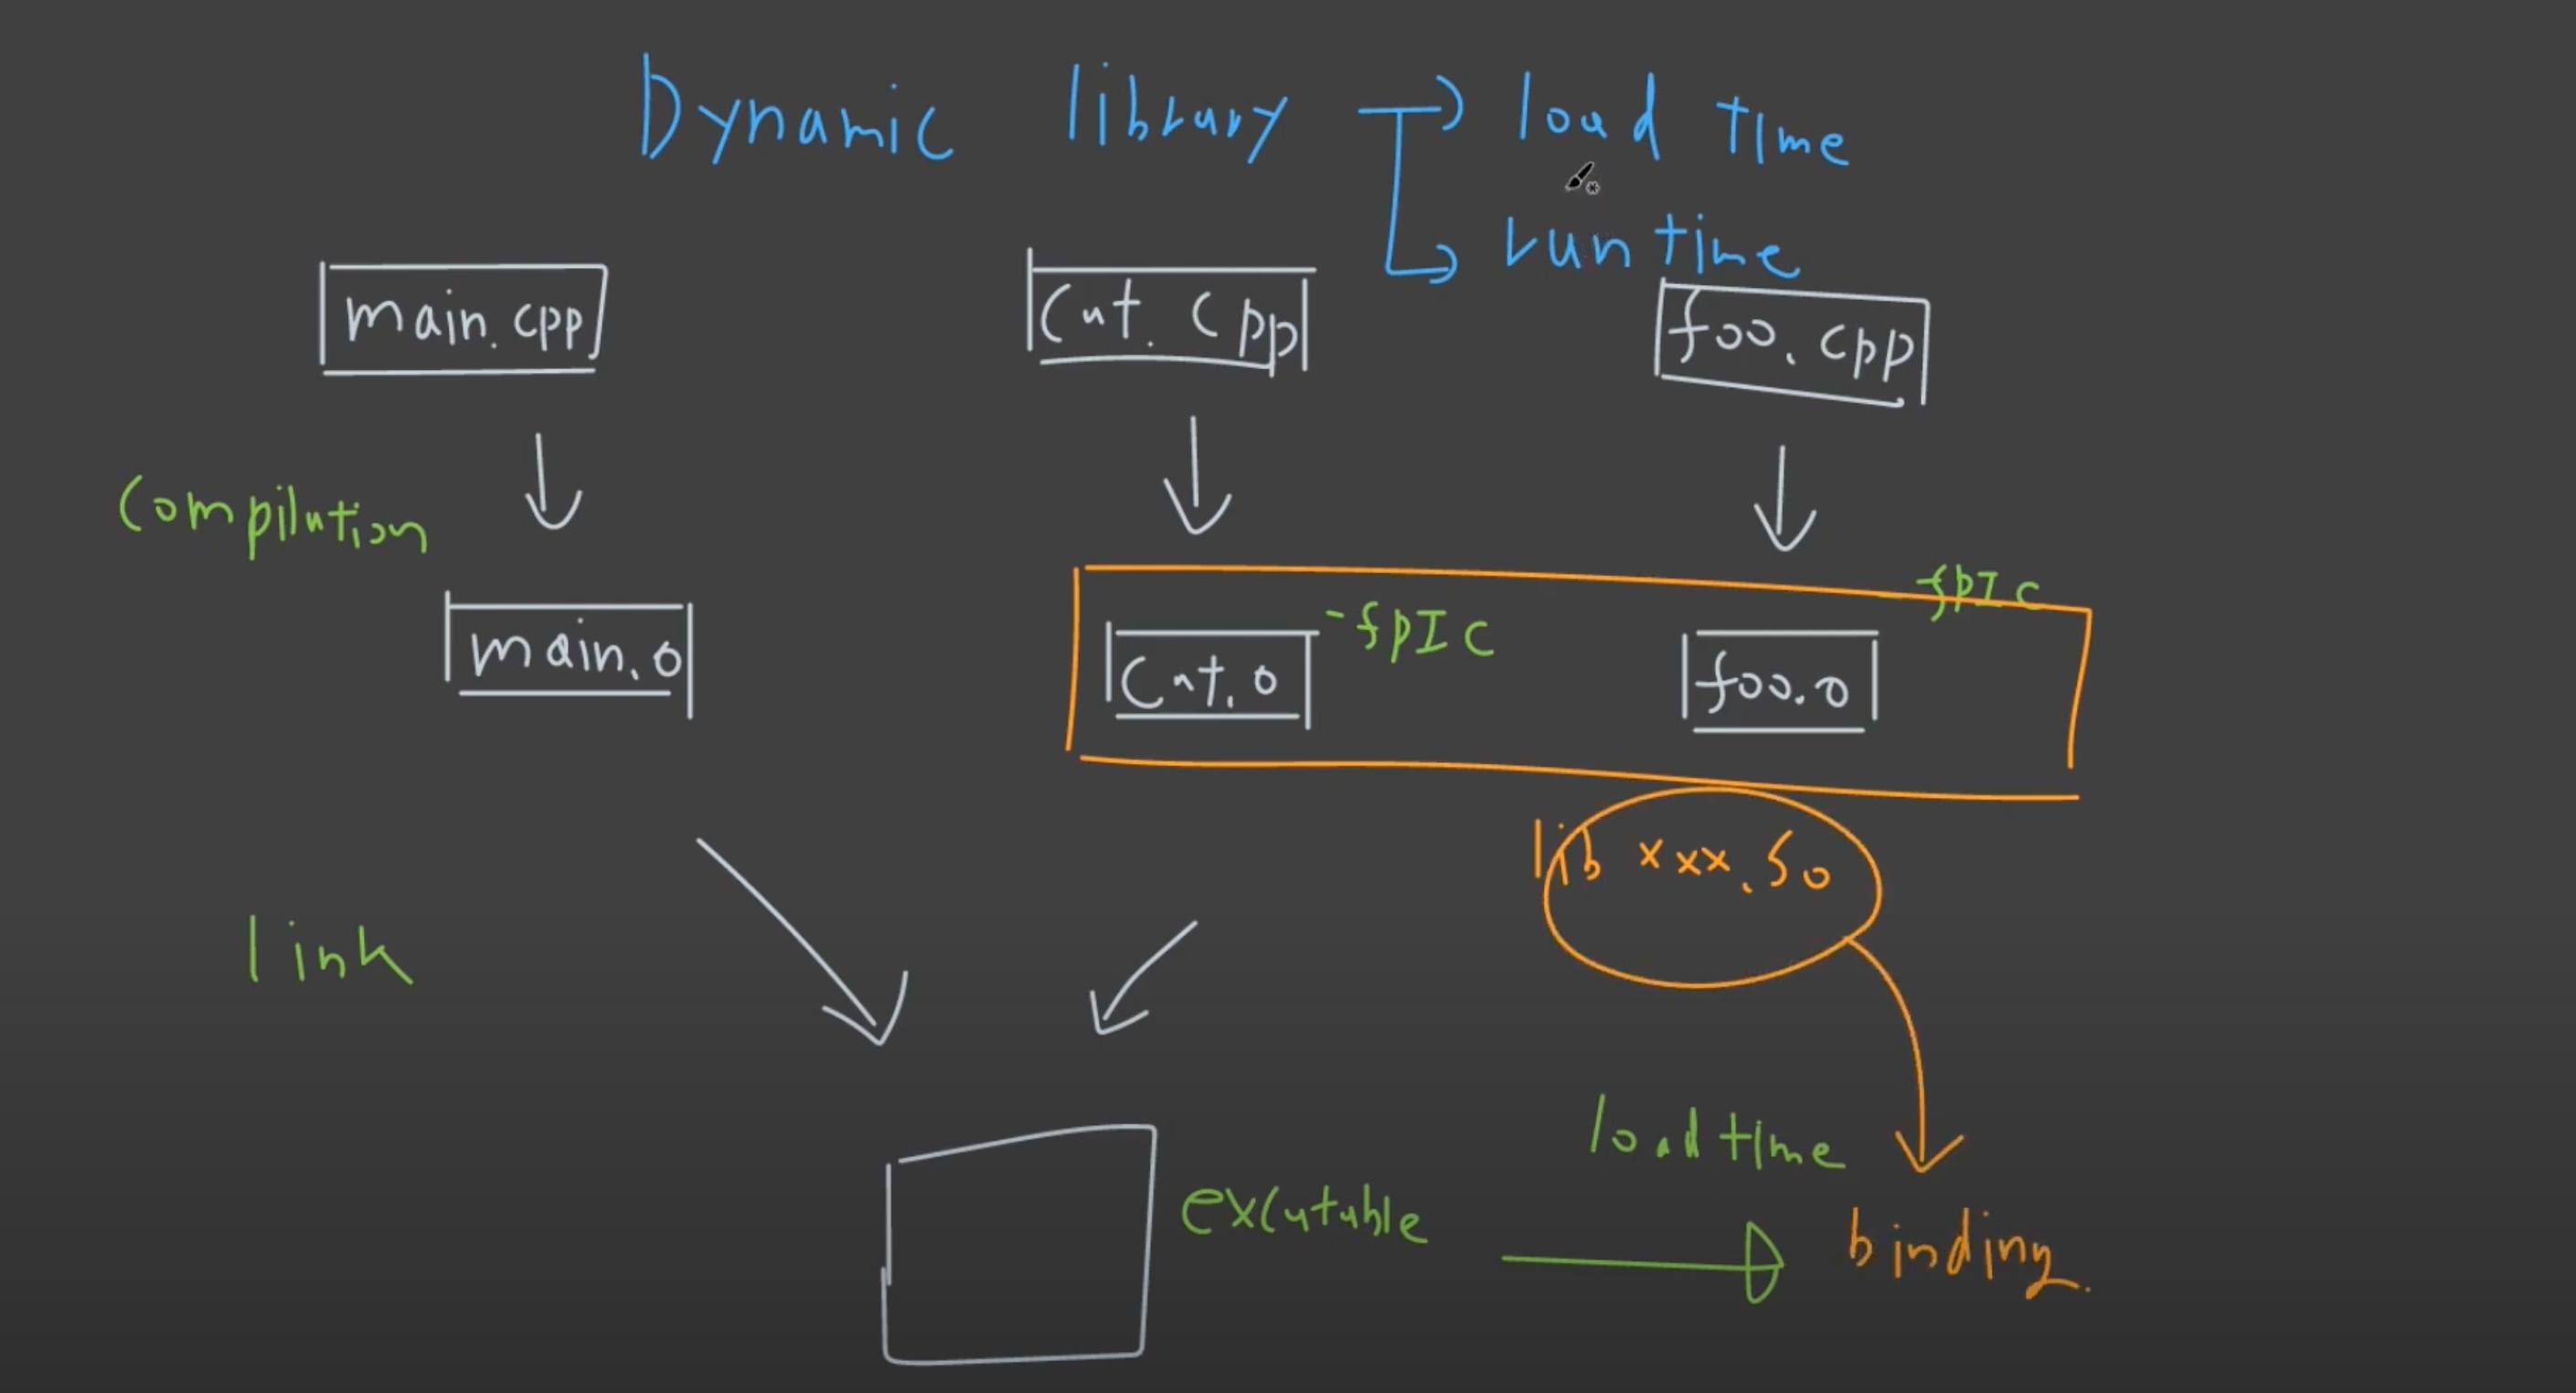 Dynamic library → load time
run time
main.cpp
Cat.cpp
foo.cpp
Compilation
-fpIC
-fpIC
main.o
Cat.o
foo.o
lib xxx.so
link
load time
excutable
binding.